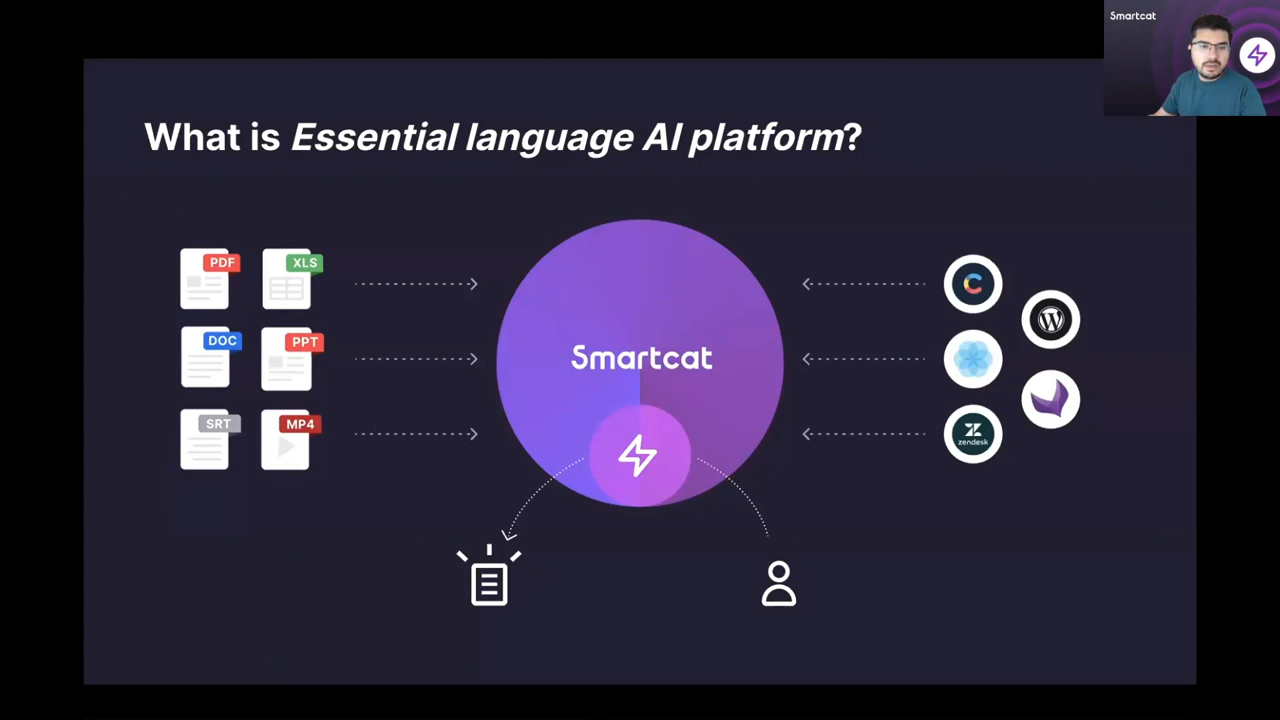 Smartcat
What is Essential language AI platform?
PDF
XLS
DOC
PPT
SRT
MP4
Smartcat
zendesk